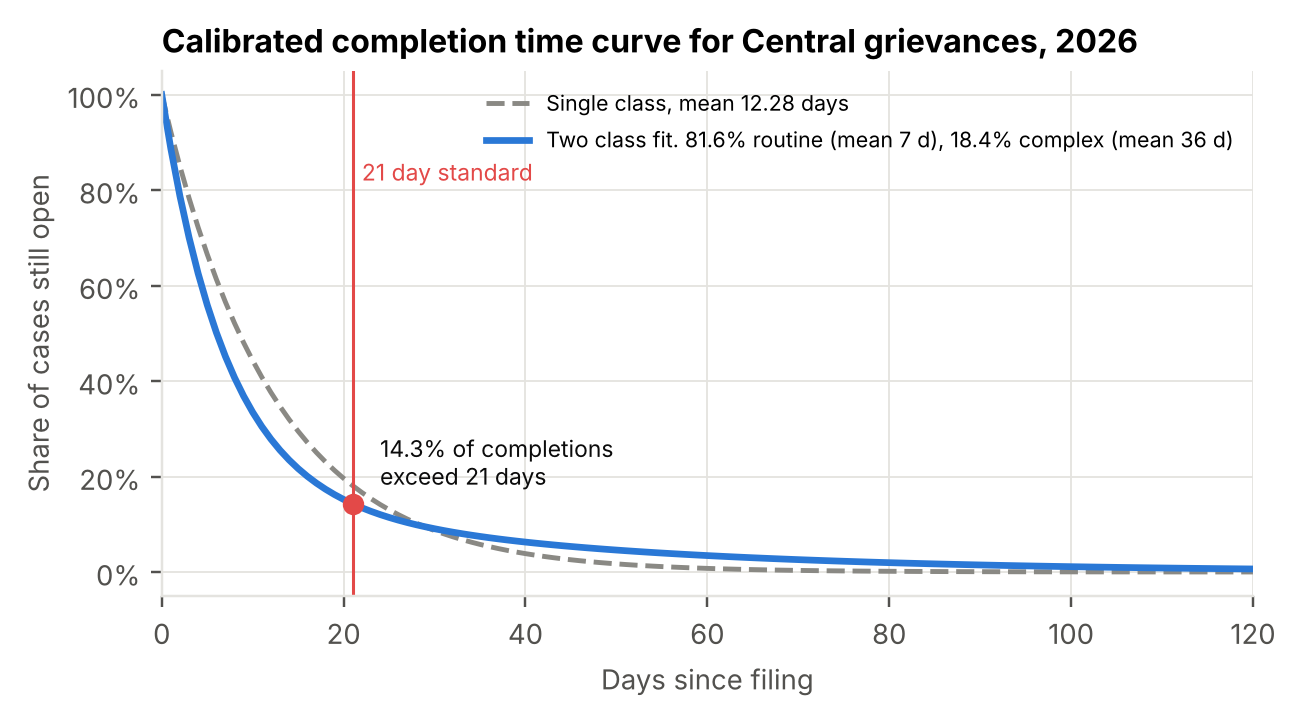 Calibrated completion time curve for Central grievances, 2026
Single class, mean 12.28 days
Two class fit. 81.6% routine (mean 7 d), 18.4% complex (mean 36 d)
21 day standard
14.3% of completions
exceed 21 days
Share of cases still open
100%
80%
60%
40%
20%
0%
0 20 40 60 80 100 120
Days since filing